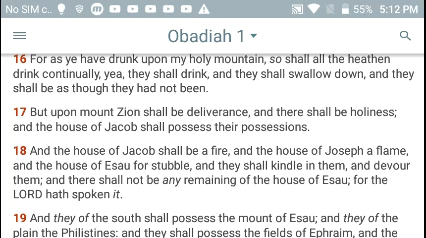 No SIM c..
55% 5:12 PM
Obadiah 1
16 For as ye have drunk upon my holy mountain, so shall all the heathen
drink continually, yea, they shall drink, and they shall swallow down, and they
shall be as though they had not been.
17 But upon mount Zion shall be deliverance, and there shall be holiness;
and the house of Jacob shall possess their possessions.
18 And the house of Jacob shall be a fire, and the house of Joseph a flame,
and the house of Esau for stubble, and they shall kindle in them, and devour
them; and there shall not be any remaining of the house of Esau; for the
LORD hath spoken it.
19 And they of the south shall possess the mount of Esau; and they of the
plain the Philistines: and they shall possess the fields of Ephraim, and the